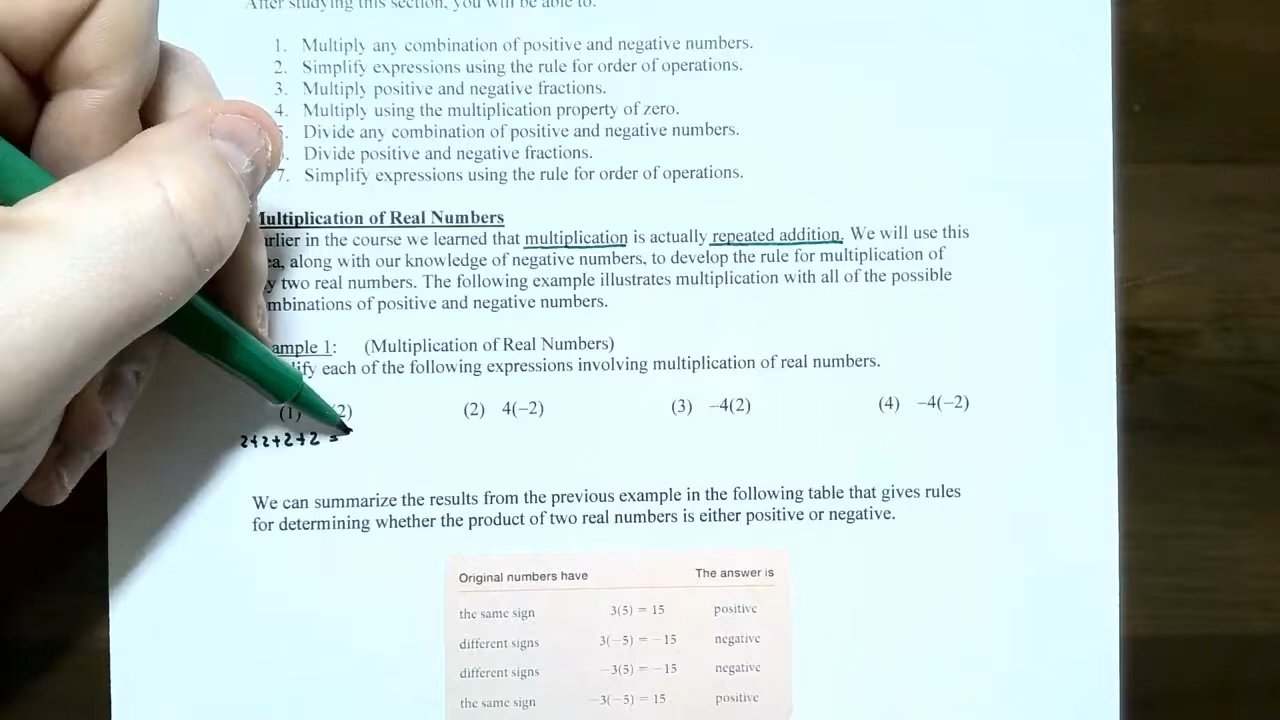 After studying this section, you will be able to:
1. Multiply any combination of positive and negative numbers.
2. Simplify expressions using the rule for order of operations.
3. Multiply positive and negative fractions.
4. Multiply using the multiplication property of zero.
. Divide any combination of positive and negative numbers.
. Divide positive and negative fractions.
7. Simplify expressions using the rule for order of operations.
Multiplication of Real Numbers
rlier in the course we learned that multiplication is actually repeated addition. We will use this
ea, along with our knowledge of negative numbers, to develop the rule for multiplication of
y two real numbers. The following example illustrates multiplication with all of the possible
mbinations of positive and negative numbers.
ample 1: (Multiplication of Real Numbers)
ify each of the following expressions involving multiplication of real numbers.
(1) 2) (2) 4(−2) (3) −4(2) (4) −4(−2)
2+2+2+2 =
We can summarize the results from the previous example in the following table that gives rules
for determining whether the product of two real numbers is either positive or negative.
Original numbers have The answer is
the same sign 3(5) = 15 positive
different signs 3(−5) = −15 negative
different signs −3(5) = −15 negative
the same sign −3(−5) = 15 positive